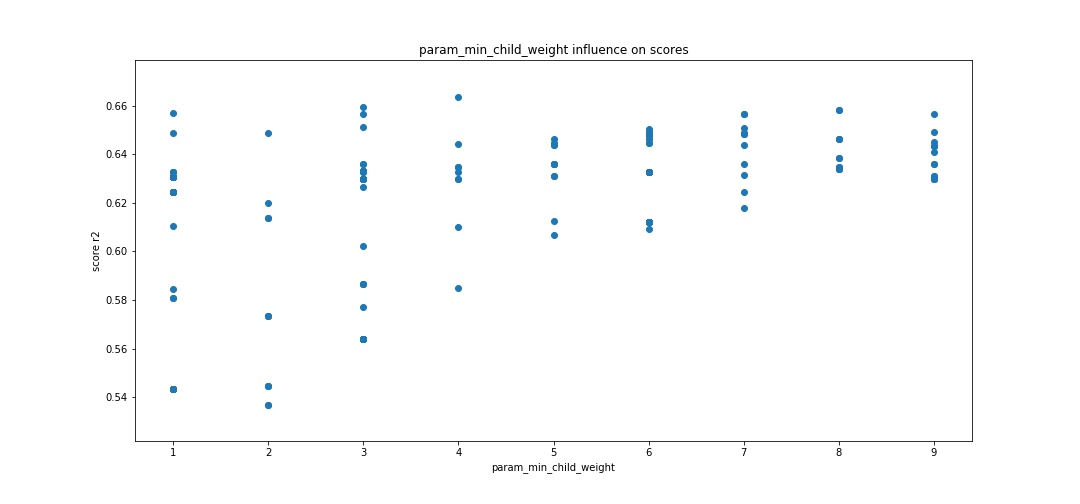 param_min_child_weight influence on scores
0.66
0.64
0.62
0.60
0.58
0.56
0.54
score r2
1 2 3 4 5 6 7 8 9
param_min_child_weight